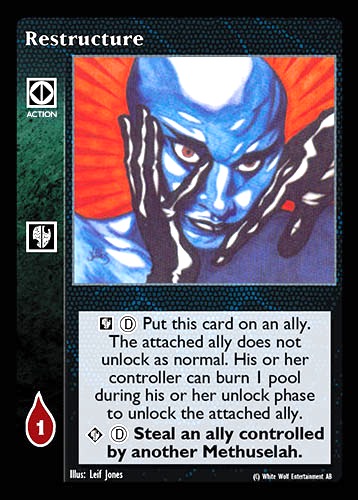 Restructure
ACTION
Ⓓ Put this card on an ally.
The attached ally does not
unlock as normal. His or her
controller can burn 1 pool
during his or her unlock phase
to unlock the attached ally.
Ⓓ Steal an ally controlled
by another Methuselah.
1
Illus: Leif Jones
(C) White Wolf Entertainment AB